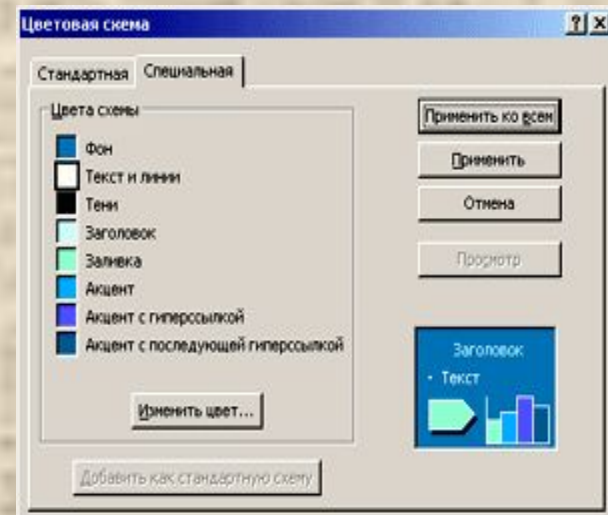 Цветовая схема
Стандартная
Специальная
Цвета схемы
Фон
Текст и линии
Тени
Заголовок
Заливка
Акцент
Акцент с гиперссылкой
Акцент с последующей гиперссылкой
Изменить цвет...
Добавить как стандартную схему
Применить ко всем
Применить
Отмена
Просмотр
Заголовок
• Текст